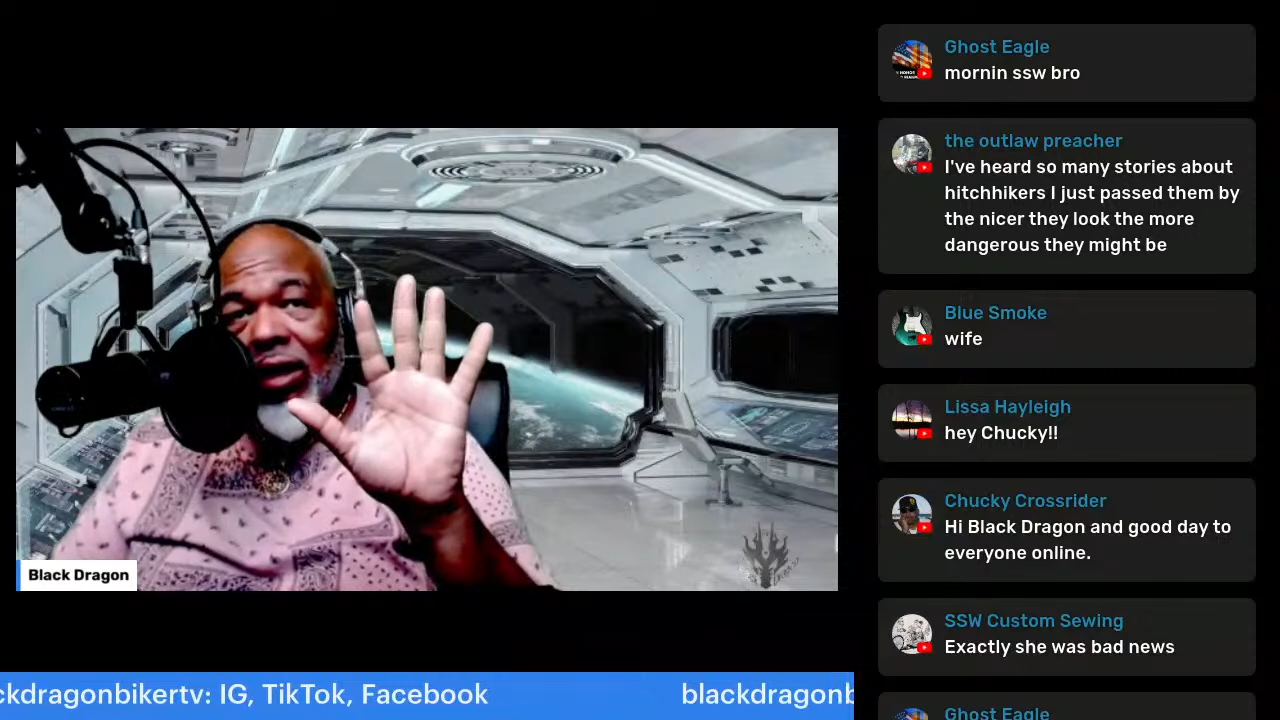 Ghost Eagle
mornin ssw bro
the outlaw preacher
I've heard so many stories about
hitchhikers I just passed them by
the nicer they look the more
dangerous they might be
Blue Smoke
wife
Lissa Hayleigh
hey Chucky!!
Chucky Crossrider
Hi Black Dragon and good day to
everyone online.
SSW Custom Sewing
Exactly she was bad news
Ghost Eagle
Black Dragon
ckdragonbikertv: IG, TikTok, Facebook
blackdragonb